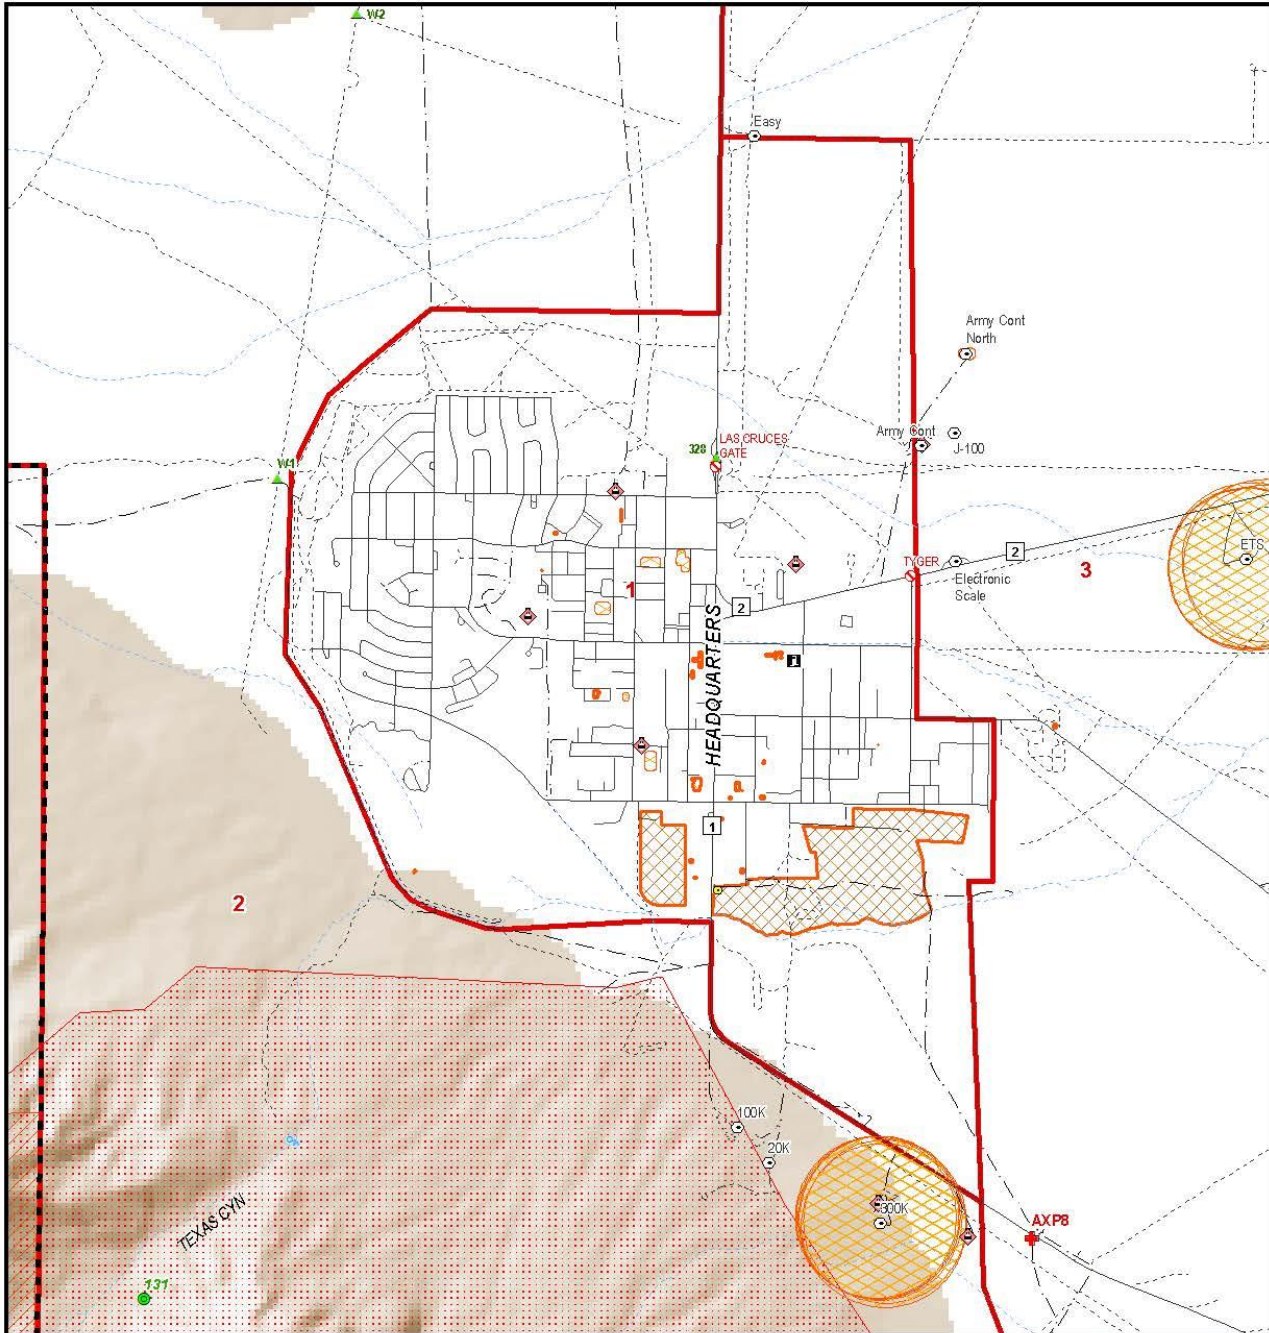 W2
Easy
Army Cont
North
Army Cont
J-100
328
LAS CRUCES
GATE
W1
2
ETS
3
TYGER
Electronic
Scale
1
2
HEADQUARTERS
i
1
2
100K
20K
300K
TEXAS CYN
AXP8
131